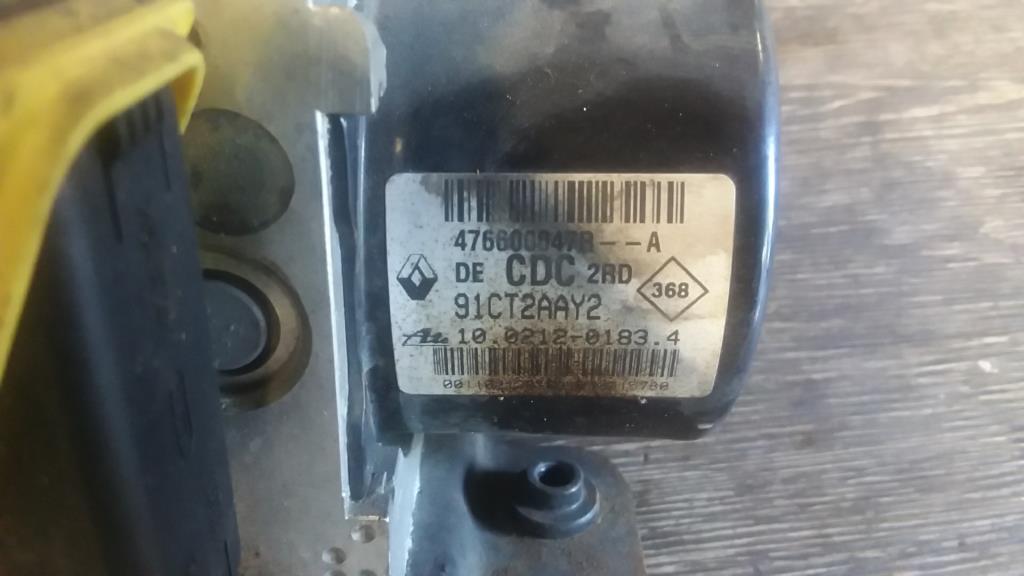 476600047R--A
DE CDC 2RD
368
91CT2AAY2
10.0212-0183.4